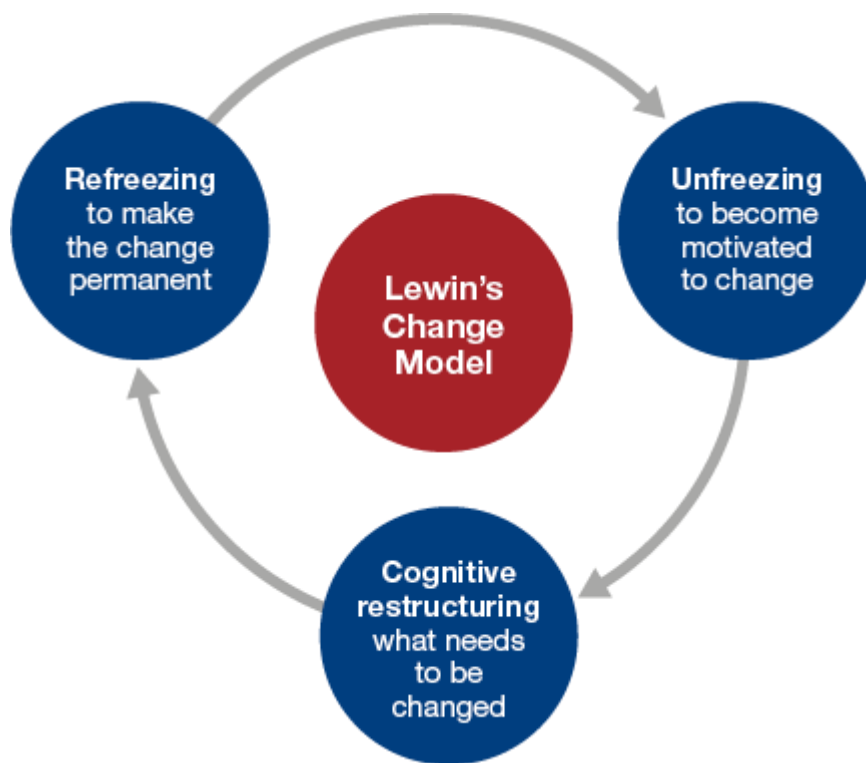 Refreezing
to make
the change
permanent
Unfreezing
to become
motivated
to change
Lewin’s
Change
Model
Cognitive
restructuring
what needs
to be
changed